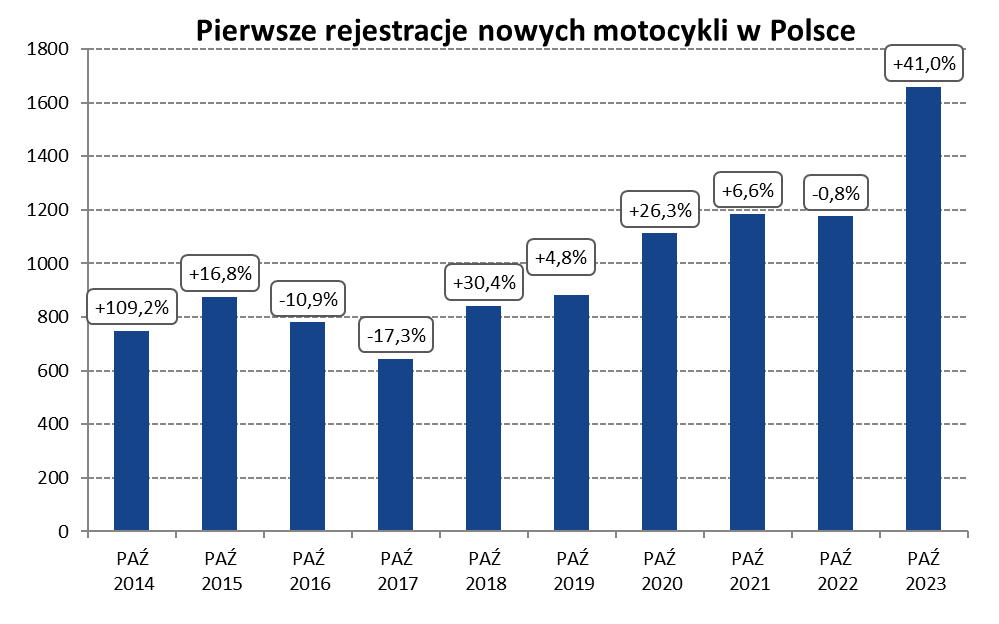 Pierwsze rejestracje nowych motocykli w Polsce
1800
1600
1400
1200
1000
800
600
400
200
0
+109,2%
+16,8%
-10,9%
-17,3%
+30,4%
+4,8%
+26,3%
+6,6%
-0,8%
+41,0%
PAŹ
2014
PAŹ
2015
PAŹ
2016
PAŹ
2017
PAŹ
2018
PAŹ
2019
PAŹ
2020
PAŹ
2021
PAŹ
2022
PAŹ
2023